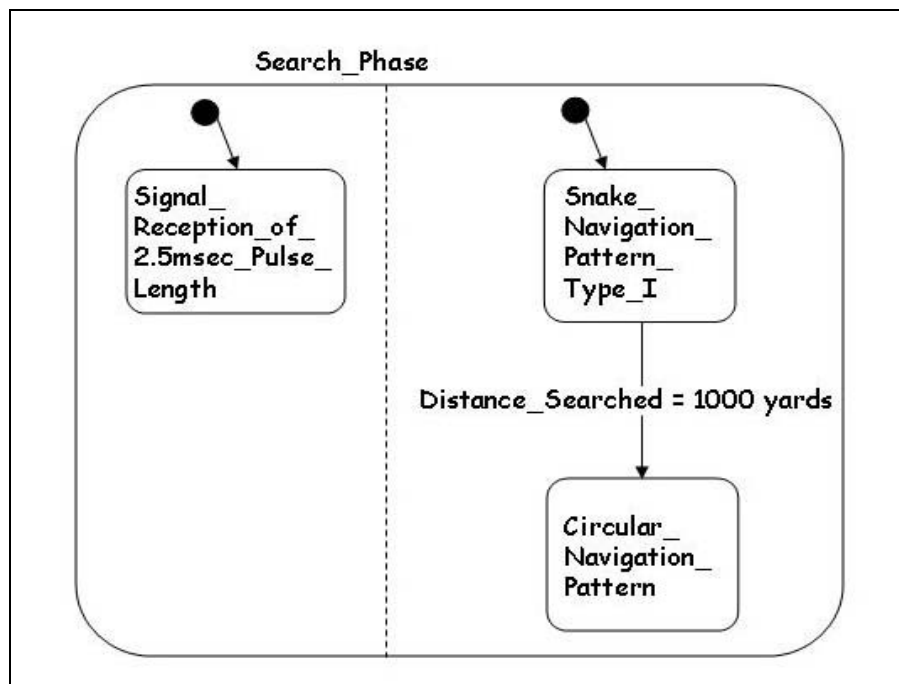 Search_Phase
Signal_
Reception_of_
2.5msec_Pulse_
Length
Snake_
Navigation_
Pattern_
Type_I
Distance_Searched = 1000 yards
Circular_
Navigation_
Pattern